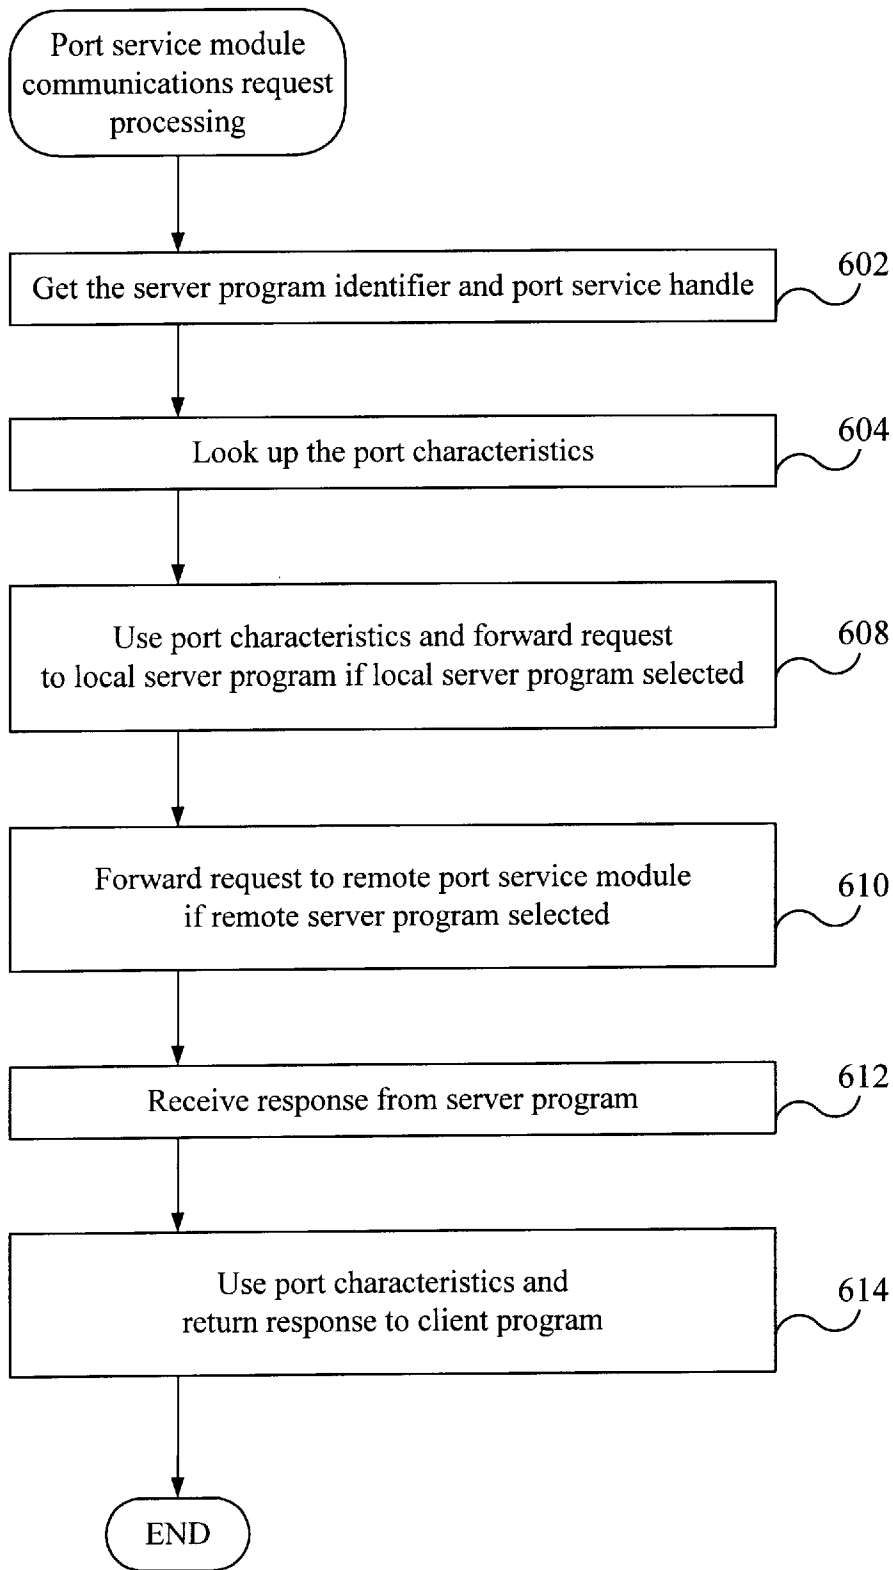 Port service module
communications request
processing
Get the server program identifier and port service handle
602
Look up the port characteristics
604
Use port characteristics and forward request
to local server program if local server program selected
608
Forward request to remote port service module
if remote server program selected
610
Receive response from server program
612
Use port characteristics and
return response to client program
614
END